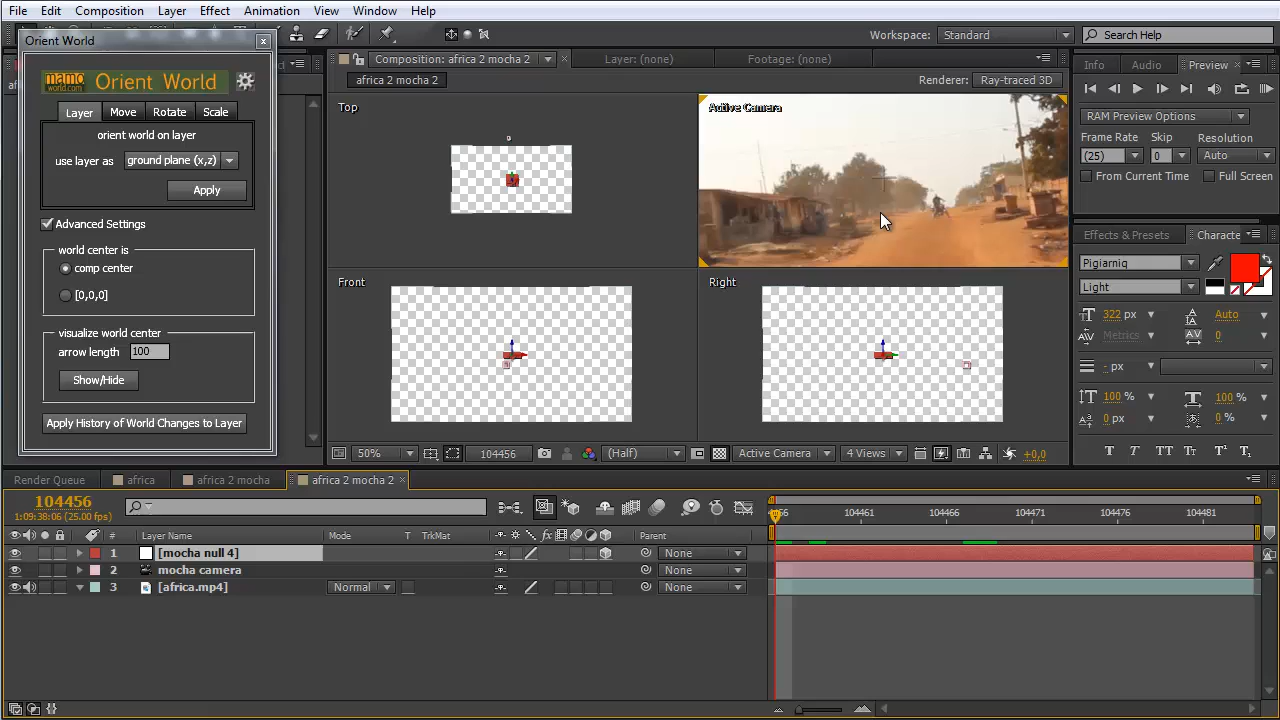 File Edit Composition Layer Effect Animation View Window Help
Workspace: Standard Search Help
Orient World
mamoworld.com Orient World
Layer Move Rotate Scale
orient world on layer
use layer as ground plane (x,z)
Apply
Advanced Settings
world center is
comp center
[0,0,0]
visualize world center
arrow length 100
Show/Hide
Apply History of World Changes to Layer
Composition: africa 2 mocha 2 Layer: (none) Footage: (none)
africa 2 mocha 2 Renderer: Ray-traced 3D
Top Active Camera
Front Right
50% 104456 (Half) Active Camera 4 Views +0,0
Info Audio Preview
RAM Preview Options
Frame Rate Skip Resolution
(25) 0 Auto
From Current Time Full Screen
Effects & Presets Characte
Pigiarniq
Light
322 px Auto
Metrics 0
- px
100 % 100 %
0 px 0 %
T T TT Tt T1 T1
Render Queue africa africa 2 mocha africa 2 mocha 2
104456
1:09:38:06 (25.00 fps)
104461 104466 104471 104476 104481
# Layer Name Mode T TrkMat Parent
1 [mocha null 4] None
2 mocha camera None
3 [africa.mp4] Normal None